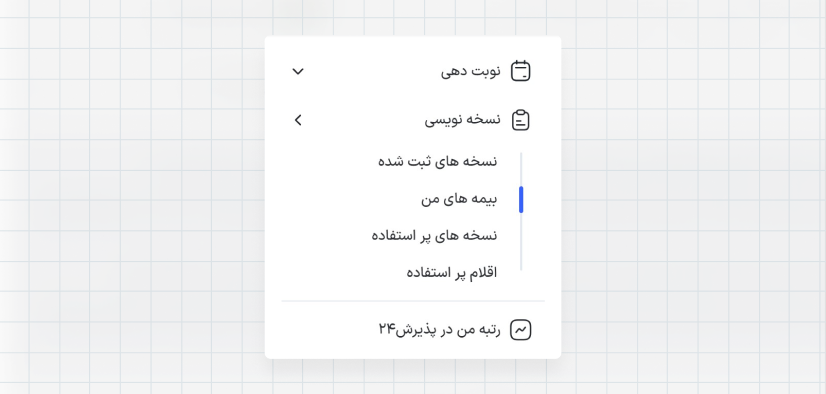 نوبت دهی
نسخه نویسی
نسخه های ثبت شده
بیمه های من
نسخه های پر استفاده
اقلام پر استفاده
رتبه من در پذیرش۲۴